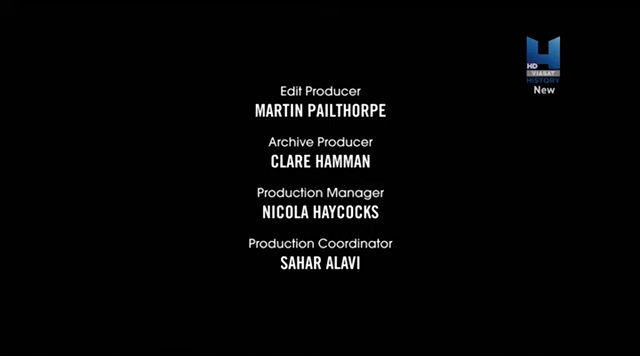 Edit Producer
MARTIN PAILTHORPE
Archive Producer
CLARE HAMMAN
Production Manager
NICOLA HAYCOCKS
Production Coordinator
SAHAR ALAVI
HD
VIASAT
HISTORY
New